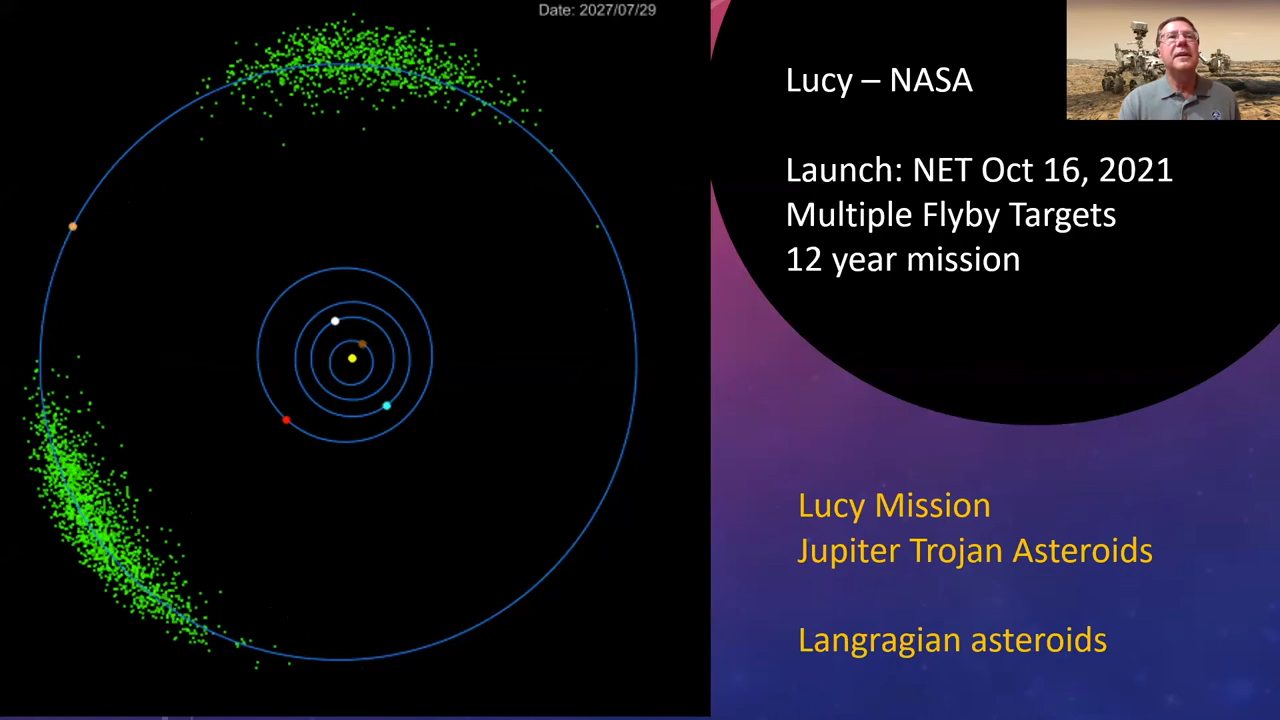 Date: 2027/07/29
Lucy – NASA
Launch: NET Oct 16, 2021
Multiple Flyby Targets
12 year mission
Lucy Mission
Jupiter Trojan Asteroids
Langragian asteroids